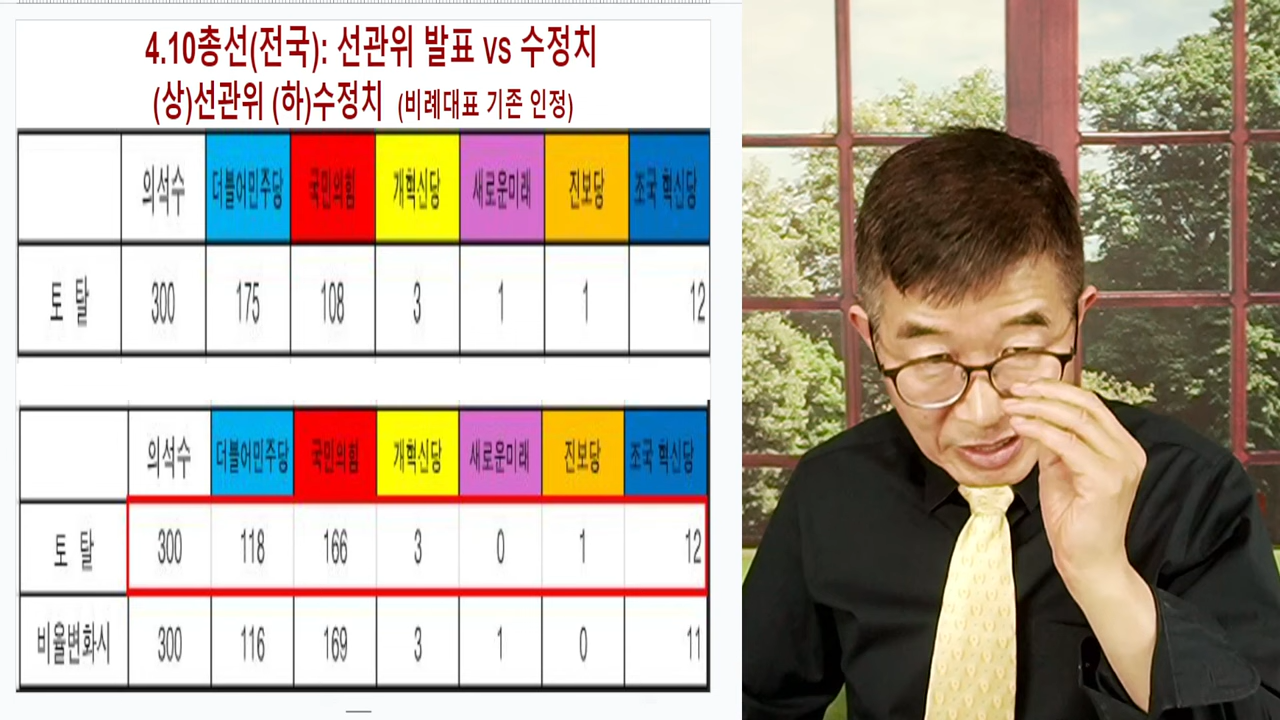 4.10총선(전국): 선관위 발표 vs 수정치
(상)선관위 (하)수정치 (비례대표 기존 인정)
의석수 더불어민주당 국민의힘 개혁신당 새로운미래 진보당 조국 혁신당
토 탈 300 175 108 3 1 1 12
의석수 더불어민주당 국민의힘 개혁신당 새로운미래 진보당 조국 혁신당
토 탈 300 118 166 3 0 1 12
비율변화시 300 116 169 3 1 0 11